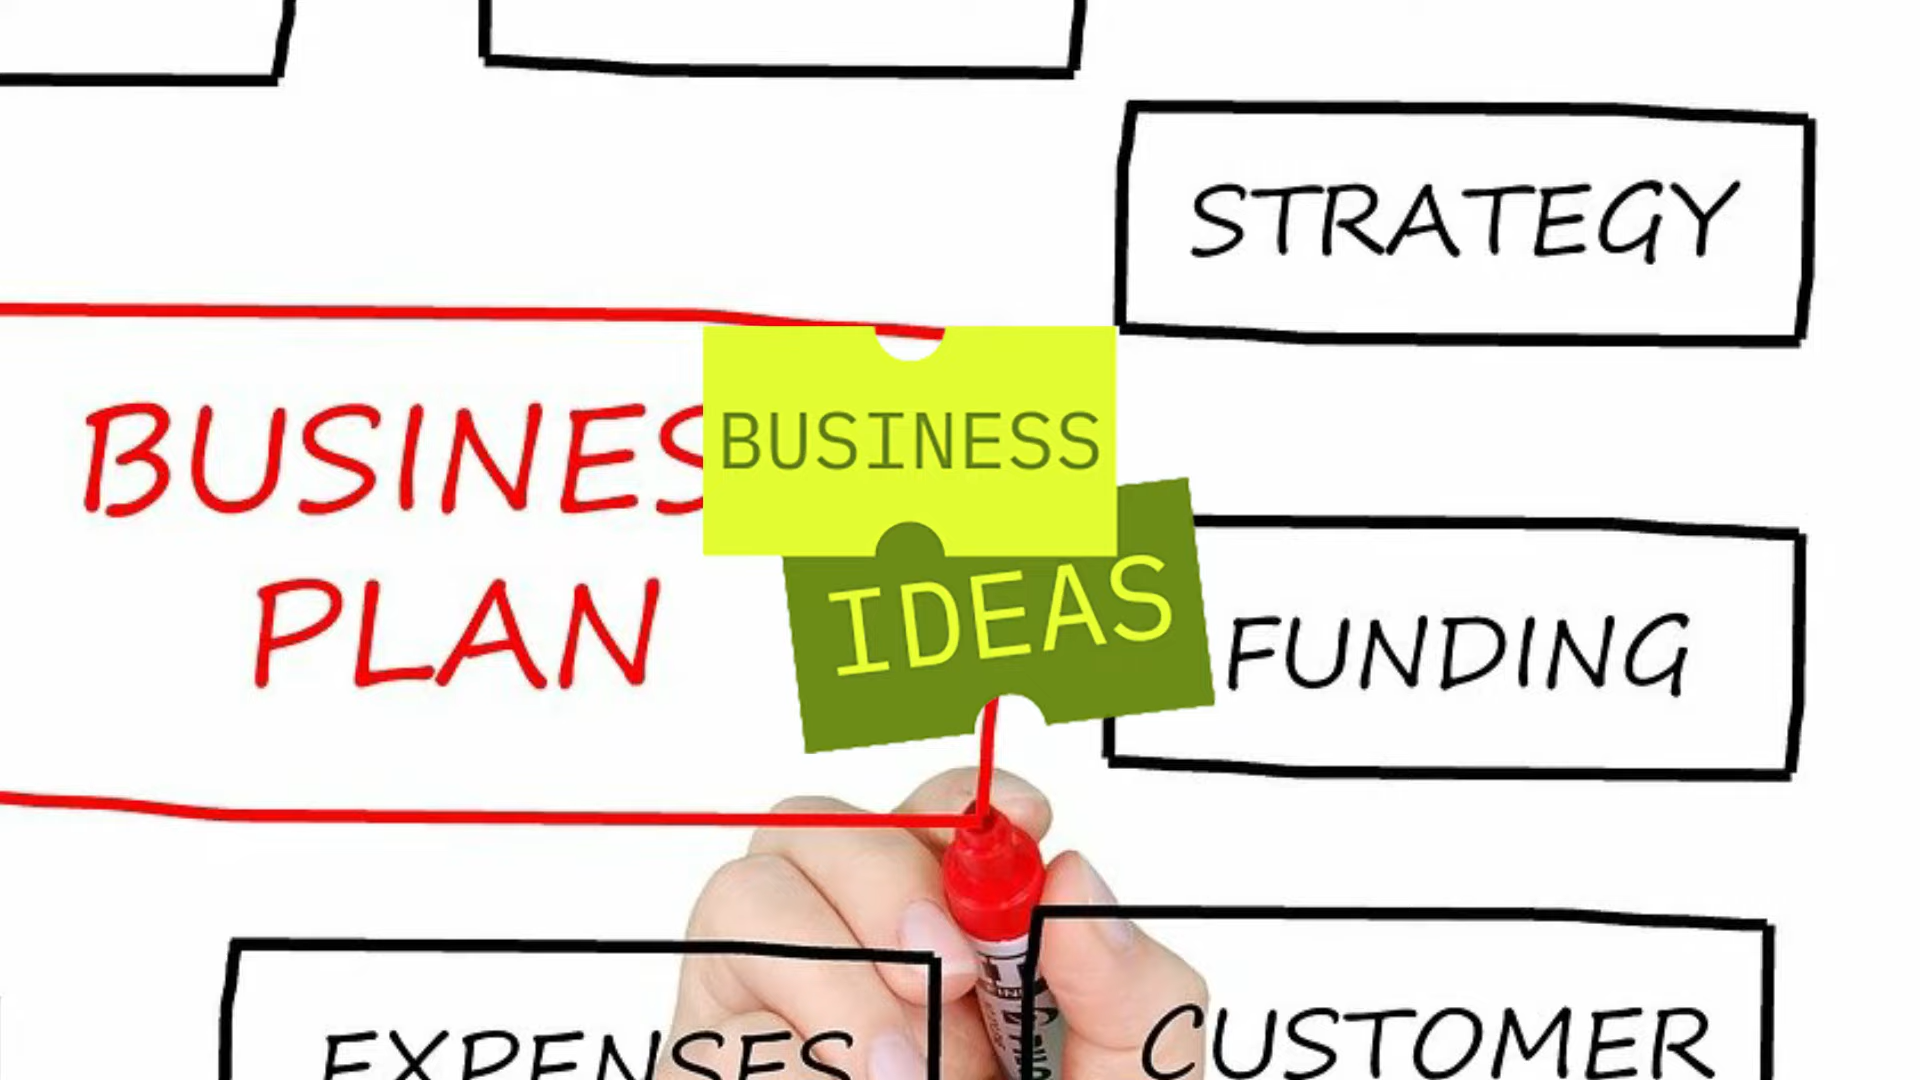 STRATEGY
BUSINES
PLAN
BUSINESS
IDEAS
FUNDING
EXPENSES
CUSTOMER